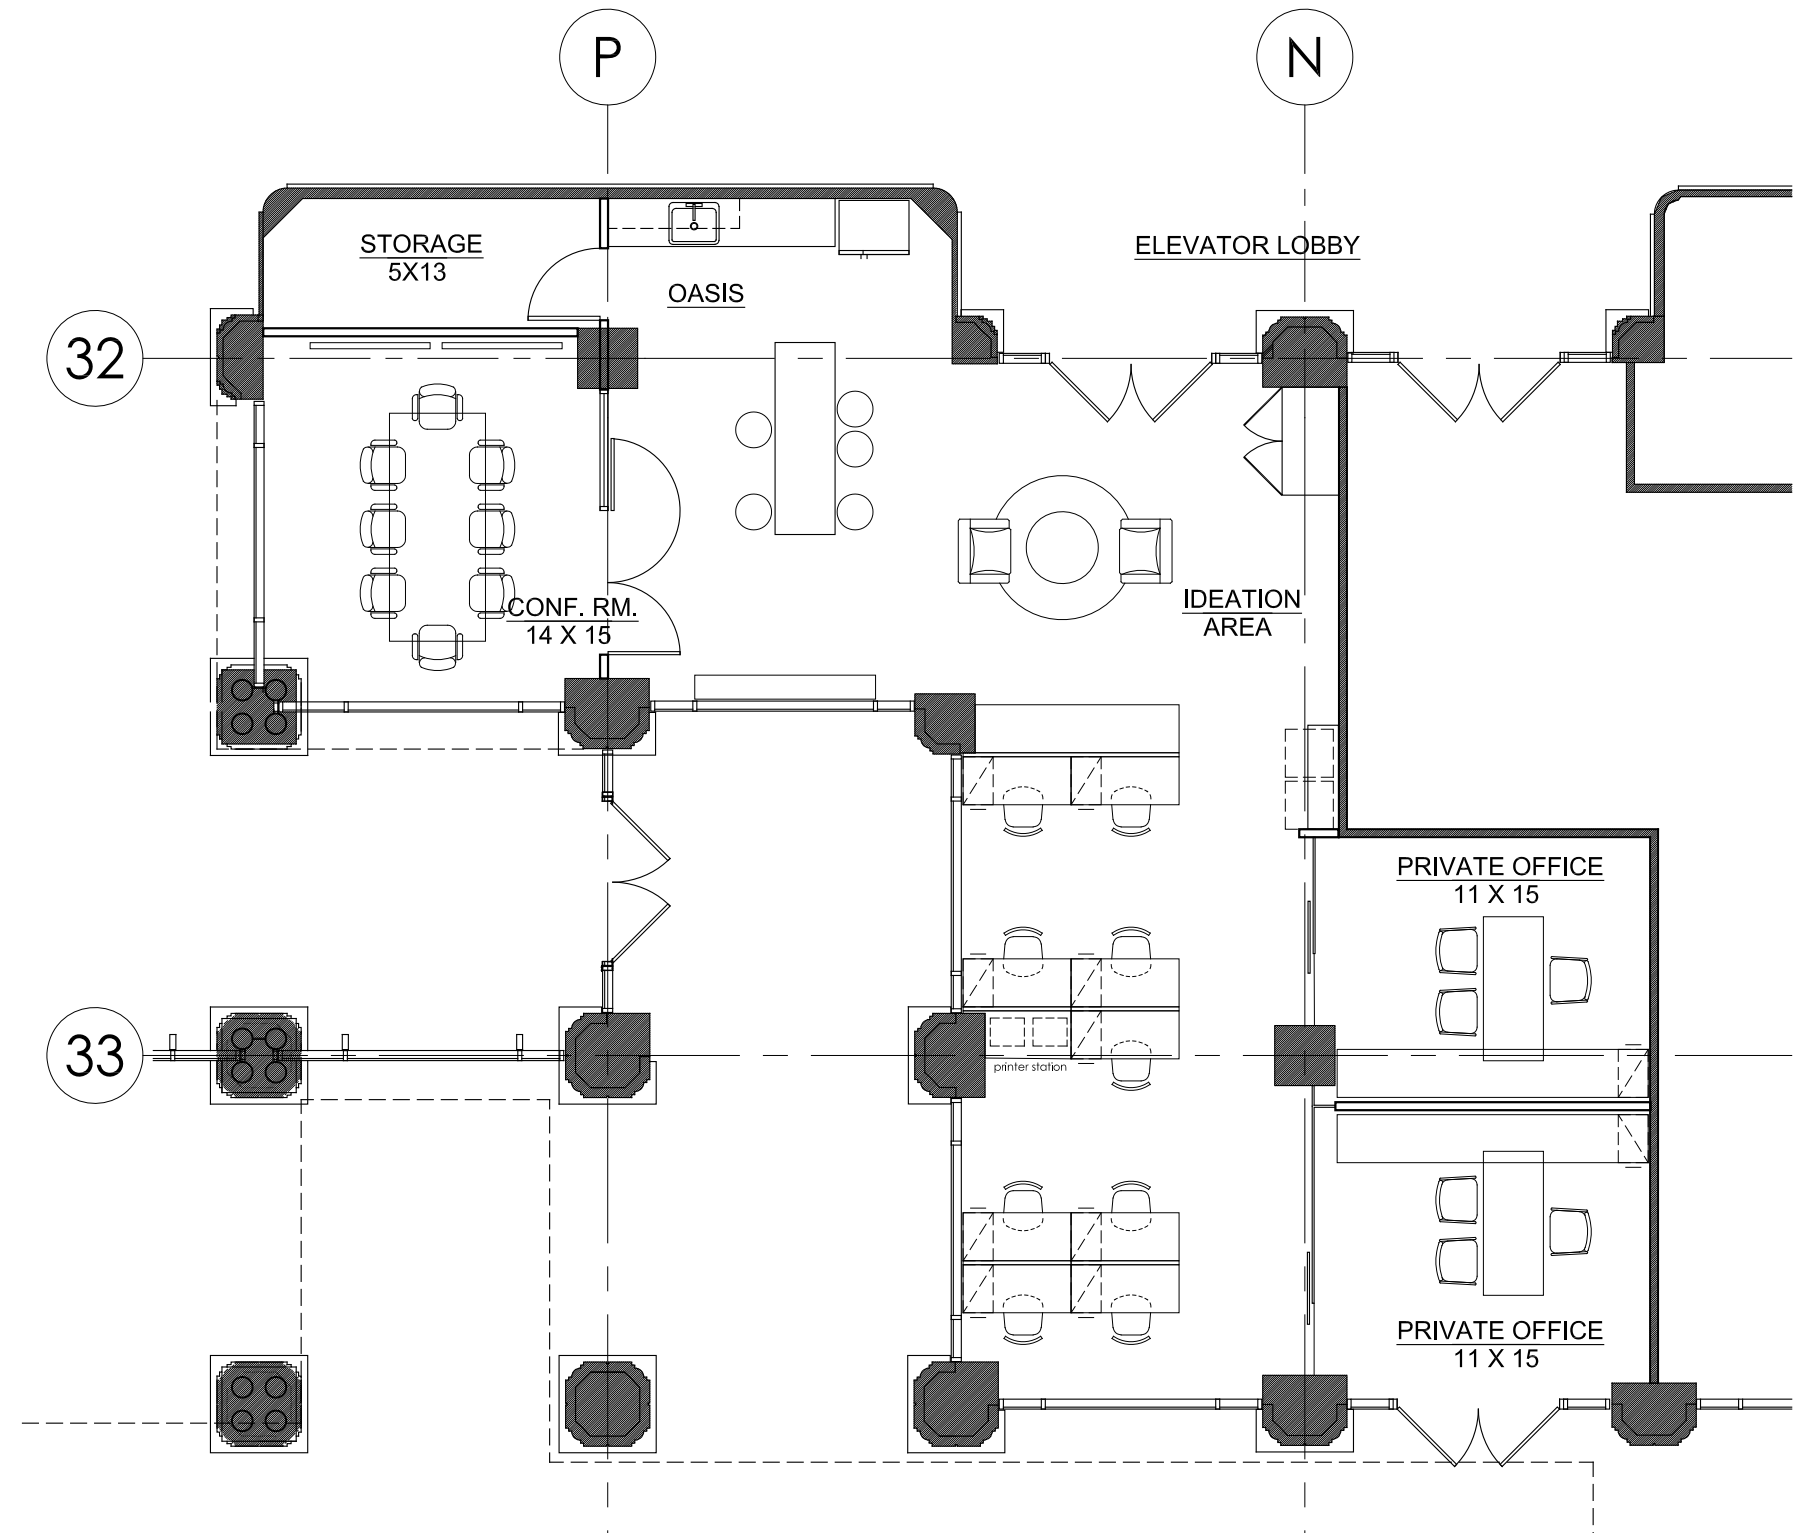 P
N
STORAGE
5X13
OASIS
ELEVATOR LOBBY
32
CONF. RM.
14 X 15
IDEATION
AREA
PRIVATE OFFICE
11 X 15
33
printer station
PRIVATE OFFICE
11 X 15